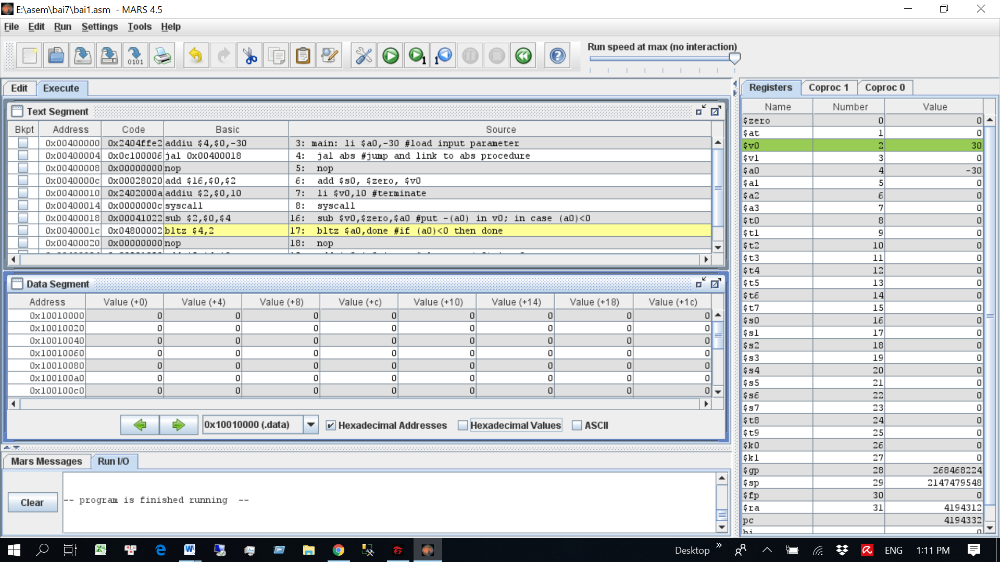 E:\asem\bai7\bai1.asm - MARS 4.5
File Edit Run Settings Tools Help
Run speed at max (no interaction)
Edit Execute
Text Segment
Bkpt Address Code Basic Source
0x00400000 0x2404ffe2 addiu $4,$0,-30 3: main: li $a0,-30 #load input parameter
0x00400004 0x0c100006 jal 0x00400018 4: jal abs #jump and link to abs procedure
0x00400008 0x00000000 nop 5: nop
0x0040000c 0x00028020 add $16,$0,$2 6: add $s0, $zero, $v0
0x00400010 0x2402000a addiu $2,$0,10 7: li $v0,10 #terminate
0x00400014 0x0000000c syscall 8: syscall
0x00400018 0x00041022 sub $2,$0,$4 16: sub $v0,$zero,$a0 #put -(a0) in v0; in case (a0)<0
0x0040001c 0x04800002 bltz $4,2 17: bltz $a0,done #if (a0)<0 then done
0x00400020 0x00000000 nop 18: nop
Data Segment
Address Value (+0) Value (+4) Value (+8) Value (+c) Value (+10) Value (+14) Value (+18) Value (+1c)
0x10010000 0 0 0 0 0 0 0 0
0x10010020 0 0 0 0 0 0 0 0
0x10010040 0 0 0 0 0 0 0 0
0x10010060 0 0 0 0 0 0 0 0
0x10010080 0 0 0 0 0 0 0 0
0x100100a0 0 0 0 0 0 0 0 0
0x100100c0 0 0 0 0 0 0 0 0
0x10010000 (.data) Hexadecimal Addresses Hexadecimal Values ASCII
Mars Messages Run I/O
Clear
-- program is finished running --
Registers Coproc 1 Coproc 0
Name Number Value
$zero 0 0
$at 1 0
$v0 2 30
$v1 3 0
$a0 4 -30
$a1 5 0
$a2 6 0
$a3 7 0
$t0 8 0
$t1 9 0
$t2 10 0
$t3 11 0
$t4 12 0
$t5 13 0
$t6 14 0
$t7 15 0
$s0 16 0
$s1 17 0
$s2 18 0
$s3 19 0
$s4 20 0
$s5 21 0
$s6 22 0
$s7 23 0
$t8 24 0
$t9 25 0
$k0 26 0
$k1 27 0
$gp 28 268468224
$sp 29 2147479548
$fp 30 0
$ra 31 4194312
pc 4194332
hi 0
Desktop ENG 1:11 PM